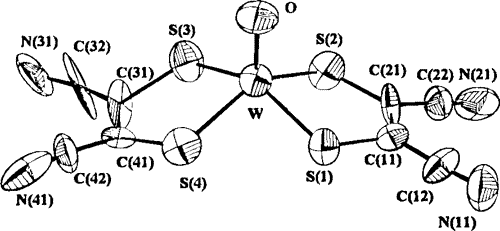 O
N(31)
C(32)
S(3)
S(2)
C(31)
C(21)
C(22)
N(21)
W
C(41)
C(42)
N(41)
S(4)
S(1)
C(11)
C(12)
N(11)